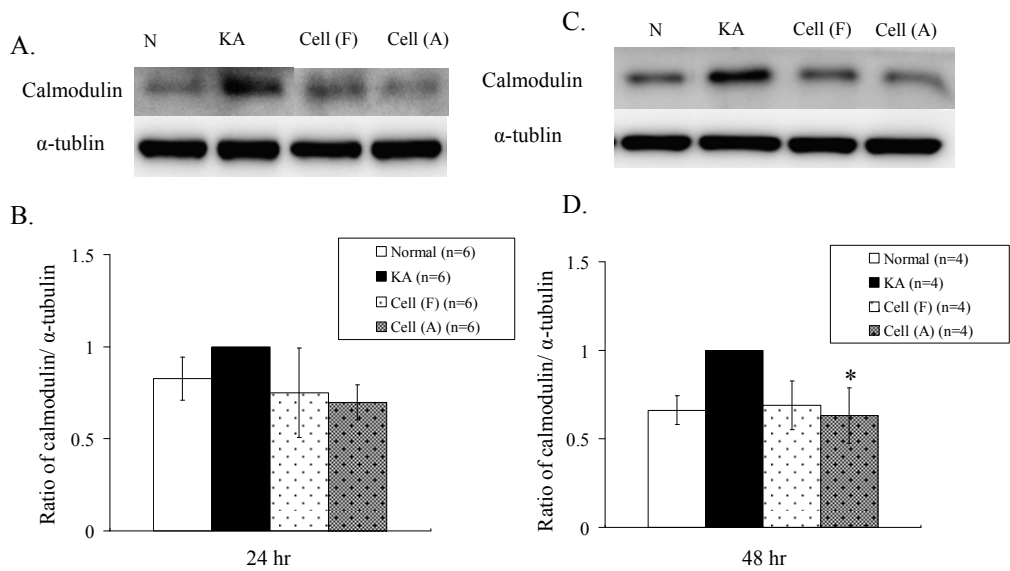 A.
N KA Cell (F) Cell (A)
Calmodulin
α-tublin
B.
Ratio of calmodulin/ α-tubulin
1.5
1
0.5
0
Normal (n=6)
KA (n=6)
Cell (F) (n=6)
Cell (A) (n=6)
24 hr
C.
N KA Cell (F) Cell (A)
Calmodulin
α-tublin
D.
Ratio of calmodulin/ α-tubulin
1.5
1
0.5
0
Normal (n=4)
KA (n=4)
Cell (F) (n=4)
Cell (A) (n=4)
*
48 hr